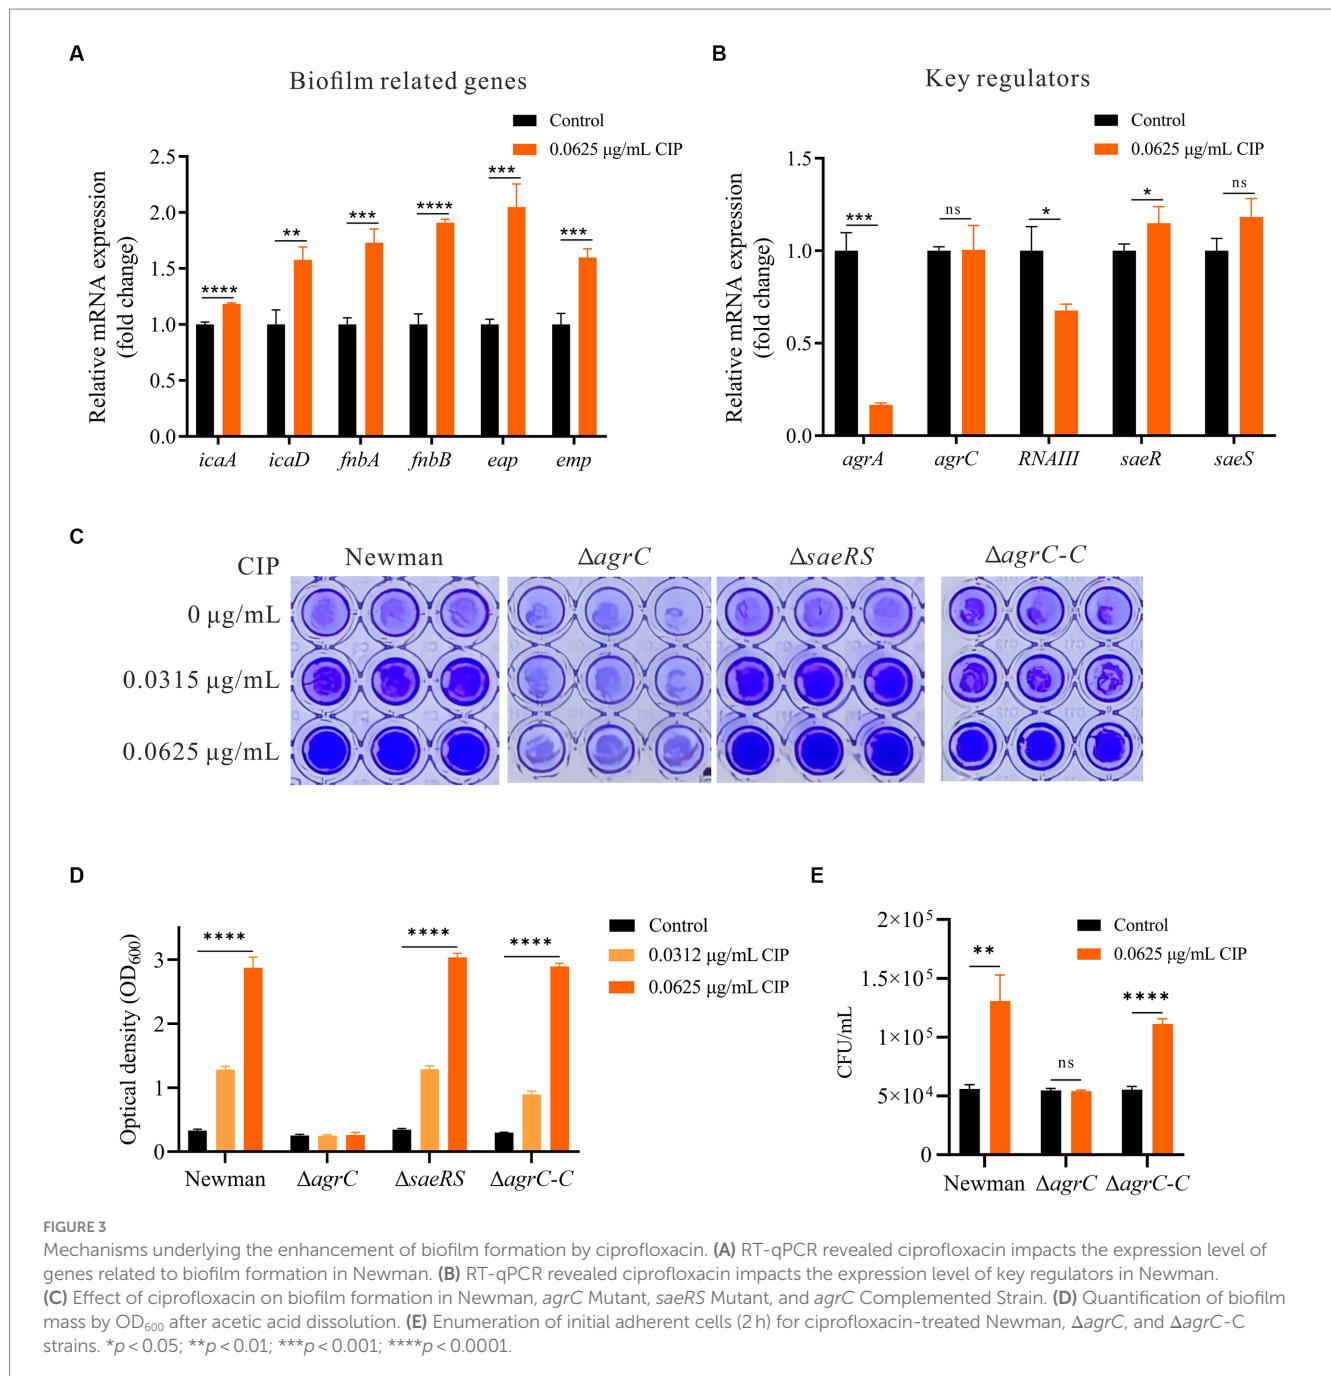 A
Biofilm related genes
Control
0.0625 μg/mL CIP
Relative mRNA expression
(fold change)
2.5
2.0
1.5
1.0
0.5
0.0
****
**
***
****
***
***
icaA icaD fnbA fnbB eap emp
B
Key regulators
Control
0.0625 μg/mL CIP
Relative mRNA expression
(fold change)
1.5
1.0
0.5
0.0
***
ns
*
*
ns
agrA agrC RNAIII saeR saeS
C
CIP Newman ΔagrC ΔsaeRS ΔagrC-C
0 μg/mL
0.0315 μg/mL
0.0625 μg/mL
D
Control
0.0312 μg/mL CIP
0.0625 μg/mL CIP
Optical density (OD600)
3
2
1
0
****
****
****
Newman ΔagrC ΔsaeRS ΔagrC-C
E
Control
0.0625 μg/mL CIP
CFU/mL
2×10^5
1.5×10^5
1×10^5
5×10^4
0
**
ns
****
Newman ΔagrC ΔagrC-C
FIGURE 3
Mechanisms underlying the enhancement of biofilm formation by ciprofloxacin. (A) RT-qPCR revealed ciprofloxacin impacts the expression level of
genes related to biofilm formation in Newman. (B) RT-qPCR revealed ciprofloxacin impacts the expression level of key regulators in Newman.
(C) Effect of ciprofloxacin on biofilm formation in Newman, agrC Mutant, saeRS Mutant, and agrC Complemented Strain. (D) Quantification of biofilm
mass by OD600 after acetic acid dissolution. (E) Enumeration of initial adherent cells (2 h) for ciprofloxacin-treated Newman, ΔagrC, and ΔagrC-C
strains. *p < 0.05; **p < 0.01; ***p < 0.001; ****p < 0.0001.